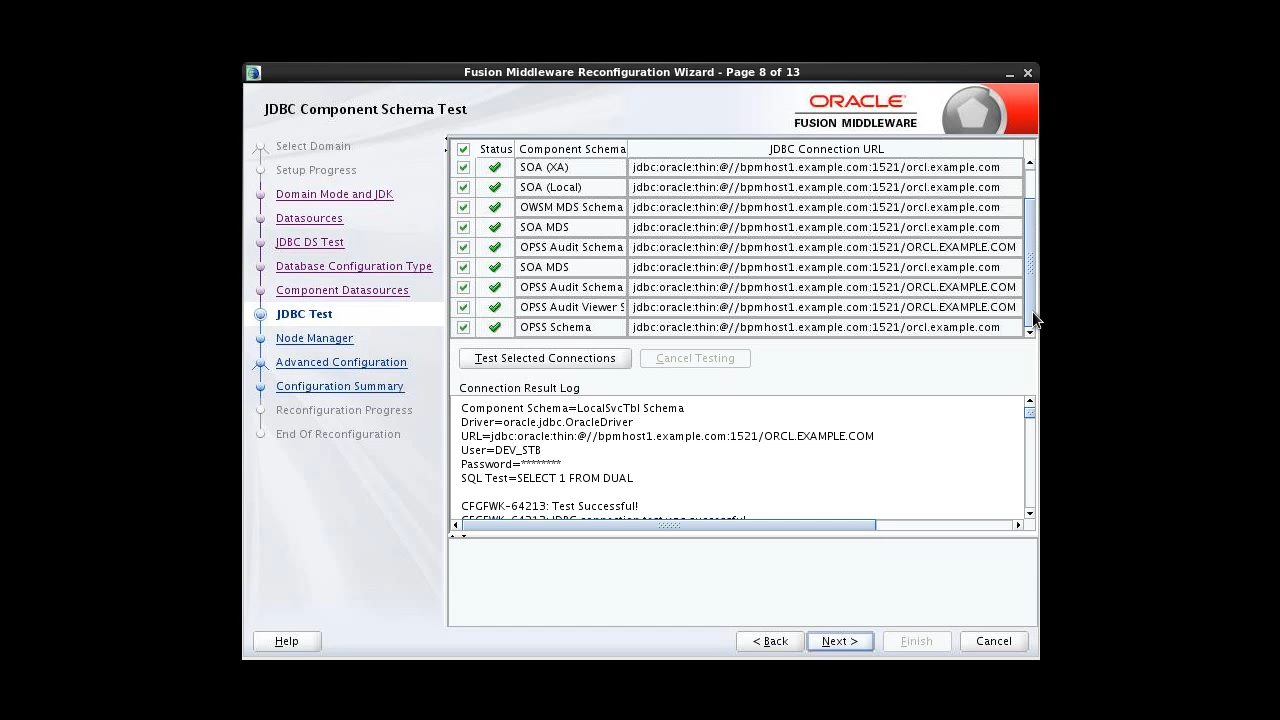 Fusion Middleware Reconfiguration Wizard - Page 8 of 13
JDBC Component Schema Test
ORACLE
FUSION MIDDLEWARE
Select Domain
Setup Progress
Domain Mode and JDK
Datasources
JDBC DS Test
Database Configuration Type
Component Datasources
JDBC Test
Node Manager
Advanced Configuration
Configuration Summary
Reconfiguration Progress
End Of Reconfiguration
Status Component Schema JDBC Connection URL
SOA (XA) jdbc:oracle:thin:@//bpmhost1.example.com:1521/orcl.example.com
SOA (Local) jdbc:oracle:thin:@//bpmhost1.example.com:1521/orcl.example.com
OWSM MDS Schema jdbc:oracle:thin:@//bpmhost1.example.com:1521/orcl.example.com
SOA MDS jdbc:oracle:thin:@//bpmhost1.example.com:1521/orcl.example.com
OPSS Audit Schema jdbc:oracle:thin:@//bpmhost1.example.com:1521/ORCL.EXAMPLE.COM
SOA MDS jdbc:oracle:thin:@//bpmhost1.example.com:1521/orcl.example.com
OPSS Audit Schema jdbc:oracle:thin:@//bpmhost1.example.com:1521/ORCL.EXAMPLE.COM
OPSS Audit Viewer S jdbc:oracle:thin:@//bpmhost1.example.com:1521/ORCL.EXAMPLE.COM
OPSS Schema jdbc:oracle:thin:@//bpmhost1.example.com:1521/orcl.example.com
Test Selected Connections Cancel Testing
Connection Result Log
Component Schema=LocalSvcTbl Schema
Driver=oracle.jdbc.OracleDriver
URL=jdbc:oracle:thin:@//bpmhost1.example.com:1521/ORCL.EXAMPLE.COM
User=DEV_STB
Password=********
SQL Test=SELECT 1 FROM DUAL
CFGFWK-64213: Test Successful!
CFGFWK-64213: JDBC connection test was successful.
Help < Back Next > Finish Cancel